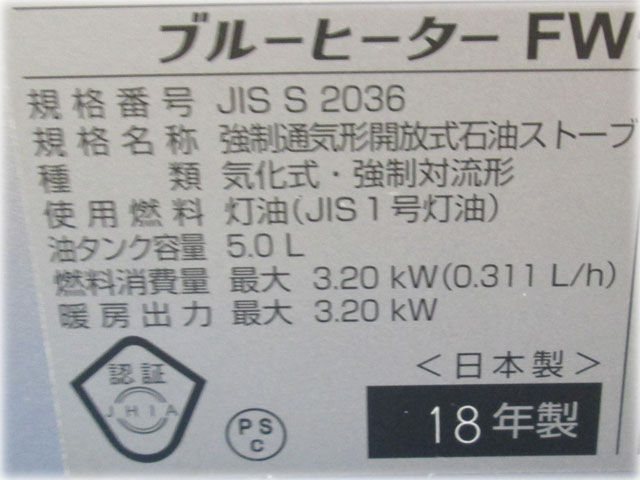 ブルーヒーター FW
規格番号 JIS S 2036
規格名称 強制通気形開放式石油ストーブ
種類 気化式・強制対流形
使用燃料 灯油(JIS1号灯油)
油タンク容量 5.0 L
燃料消費量 最大 3.20 kW(0.311 L/h)
暖房出力 最大 3.20 kW
認証
JHIA
PS
C
<日本製>
18年製